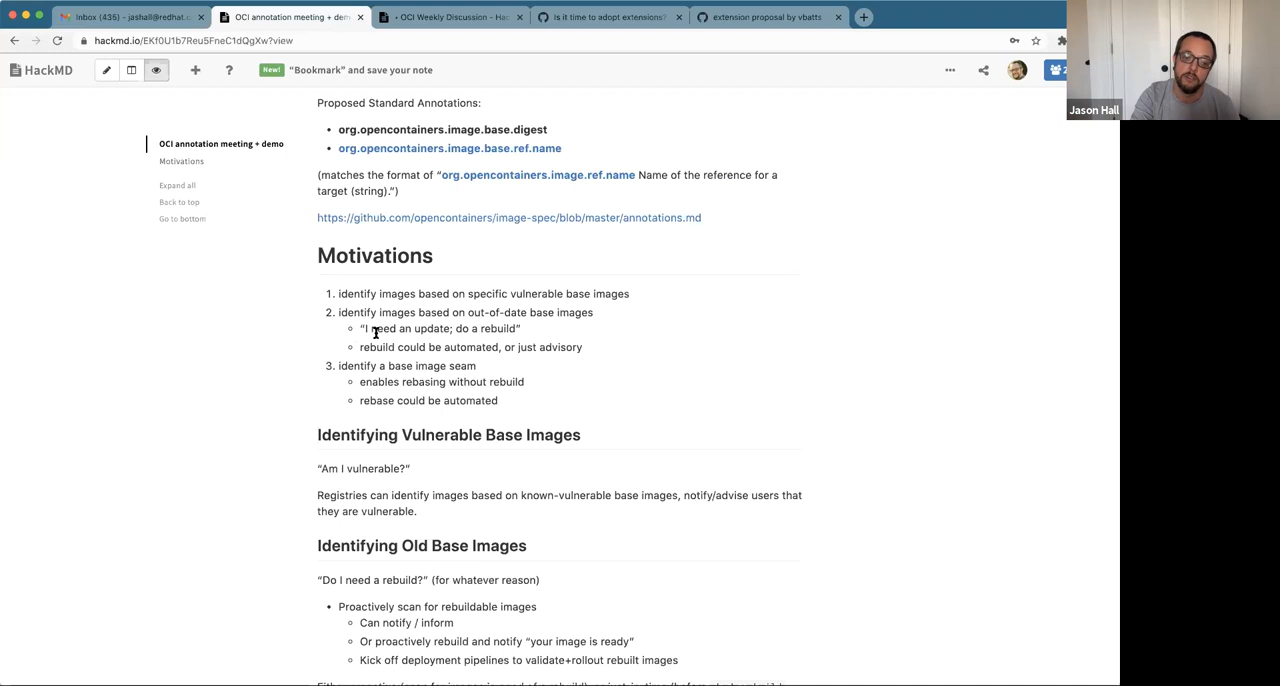 Inbox (435) - jashall@redhat.c
OCI annotation meeting + dem
• OCI Weekly Discussion - Hac
Is it time to adopt extensions?
extension proposal by vbatts
hackmd.io/EKf0U1b7Reu5FneC1dQgXw?view
HackMD
New!
“Bookmark” and save your note
2
Jason Hall
OCI annotation meeting + demo
Motivations
Expand all
Back to top
Go to bottom
Proposed Standard Annotations:
• org.opencontainers.image.base.digest
• org.opencontainers.image.base.ref.name
(matches the format of “org.opencontainers.image.ref.name Name of the reference for a
target (string).”)
https://github.com/opencontainers/image-spec/blob/master/annotations.md
Motivations
1. identify images based on specific vulnerable base images
2. identify images based on out-of-date base images
“I need an update; do a rebuild”
rebuild could be automated, or just advisory
3. identify a base image seam
enables rebasing without rebuild
rebase could be automated
Identifying Vulnerable Base Images
“Am I vulnerable?”
Registries can identify images based on known-vulnerable base images, notify/advise users that
they are vulnerable.
Identifying Old Base Images
“Do I need a rebuild?” (for whatever reason)
• Proactively scan for rebuildable images
Can notify / inform
Or proactively rebuild and notify “your image is ready”
Kick off deployment pipelines to validate+rollout rebuilt images